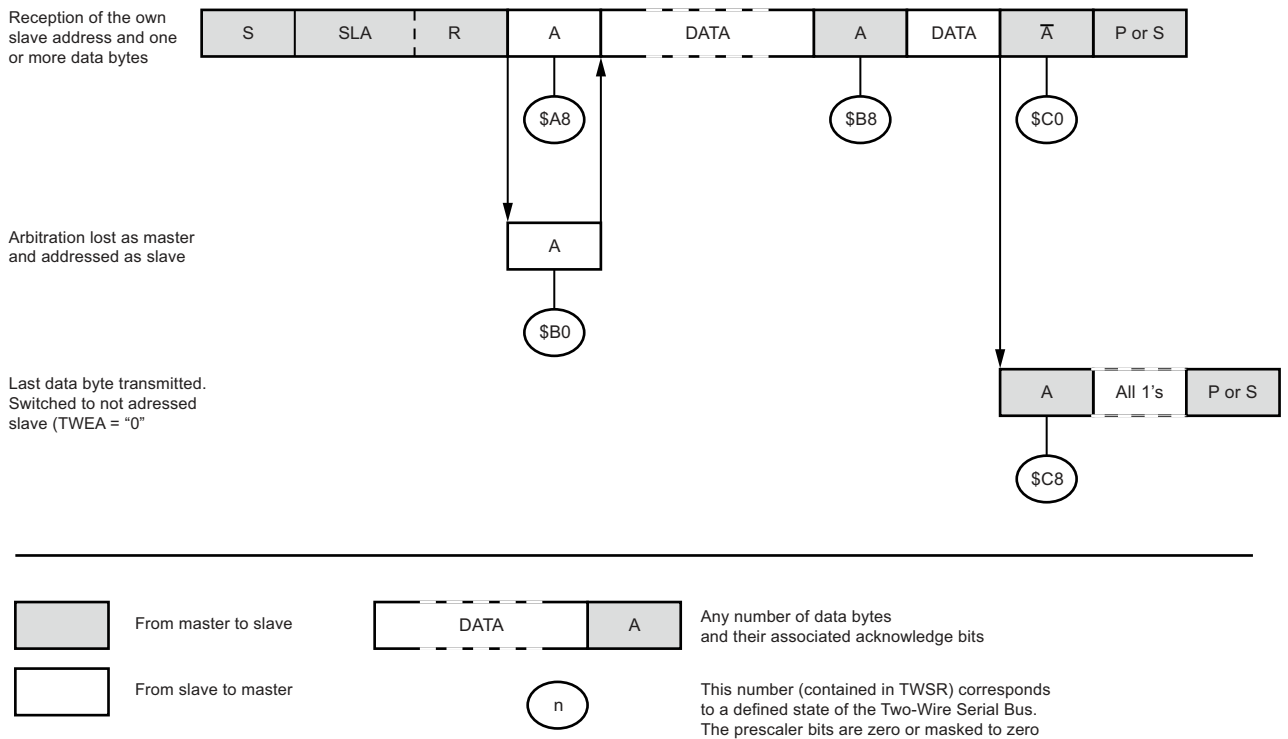 Reception of the own
slave address and one
or more data bytes
S SLA R A DATA A DATA A̅ P or S
$A8 $B8 $C0
Arbitration lost as master
and addressed as slave
A
$B0
Last data byte transmitted.
Switched to not adressed
slave (TWEA = “0”
A All 1's P or S
$C8
From master to slave
DATA A
Any number of data bytes
and their associated acknowledge bits
From slave to master
n
This number (contained in TWSR) corresponds
to a defined state of the Two-Wire Serial Bus.
The prescaler bits are zero or masked to zero